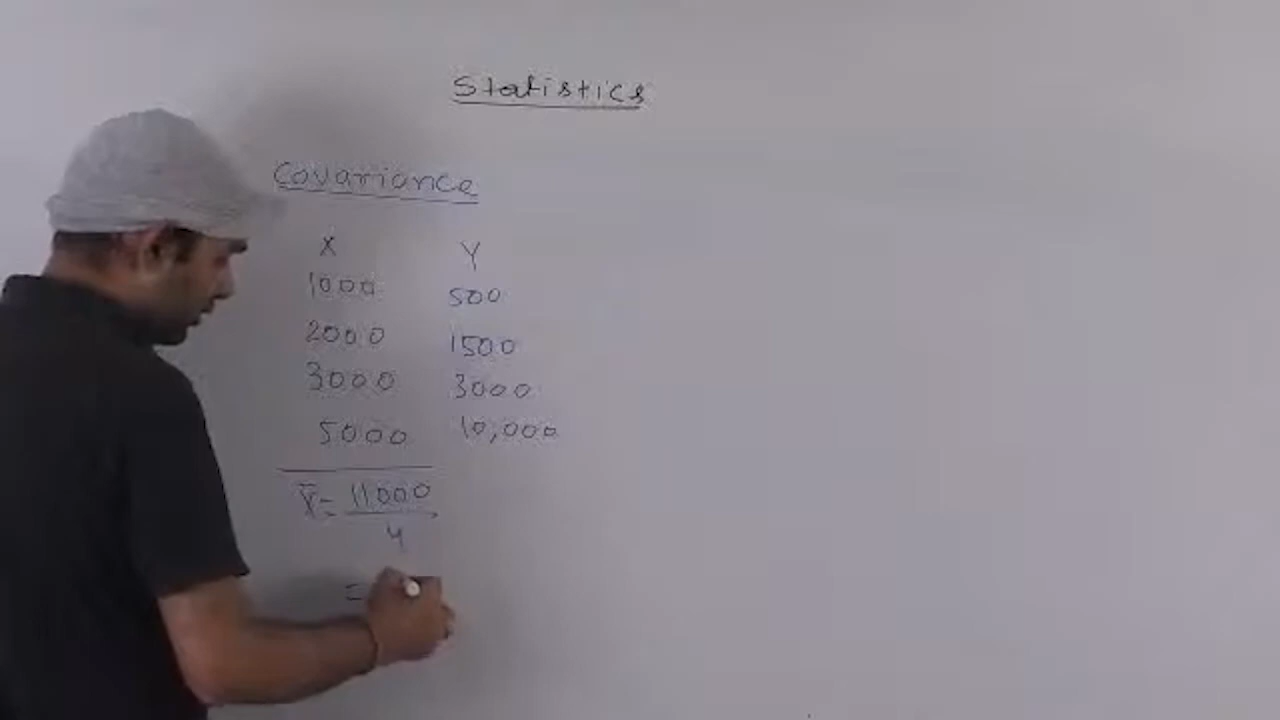 Statistics
Covariance
X Y
1000 500
2000 1500
3000 3000
5000 10,000
X̄ = 11000
4
=